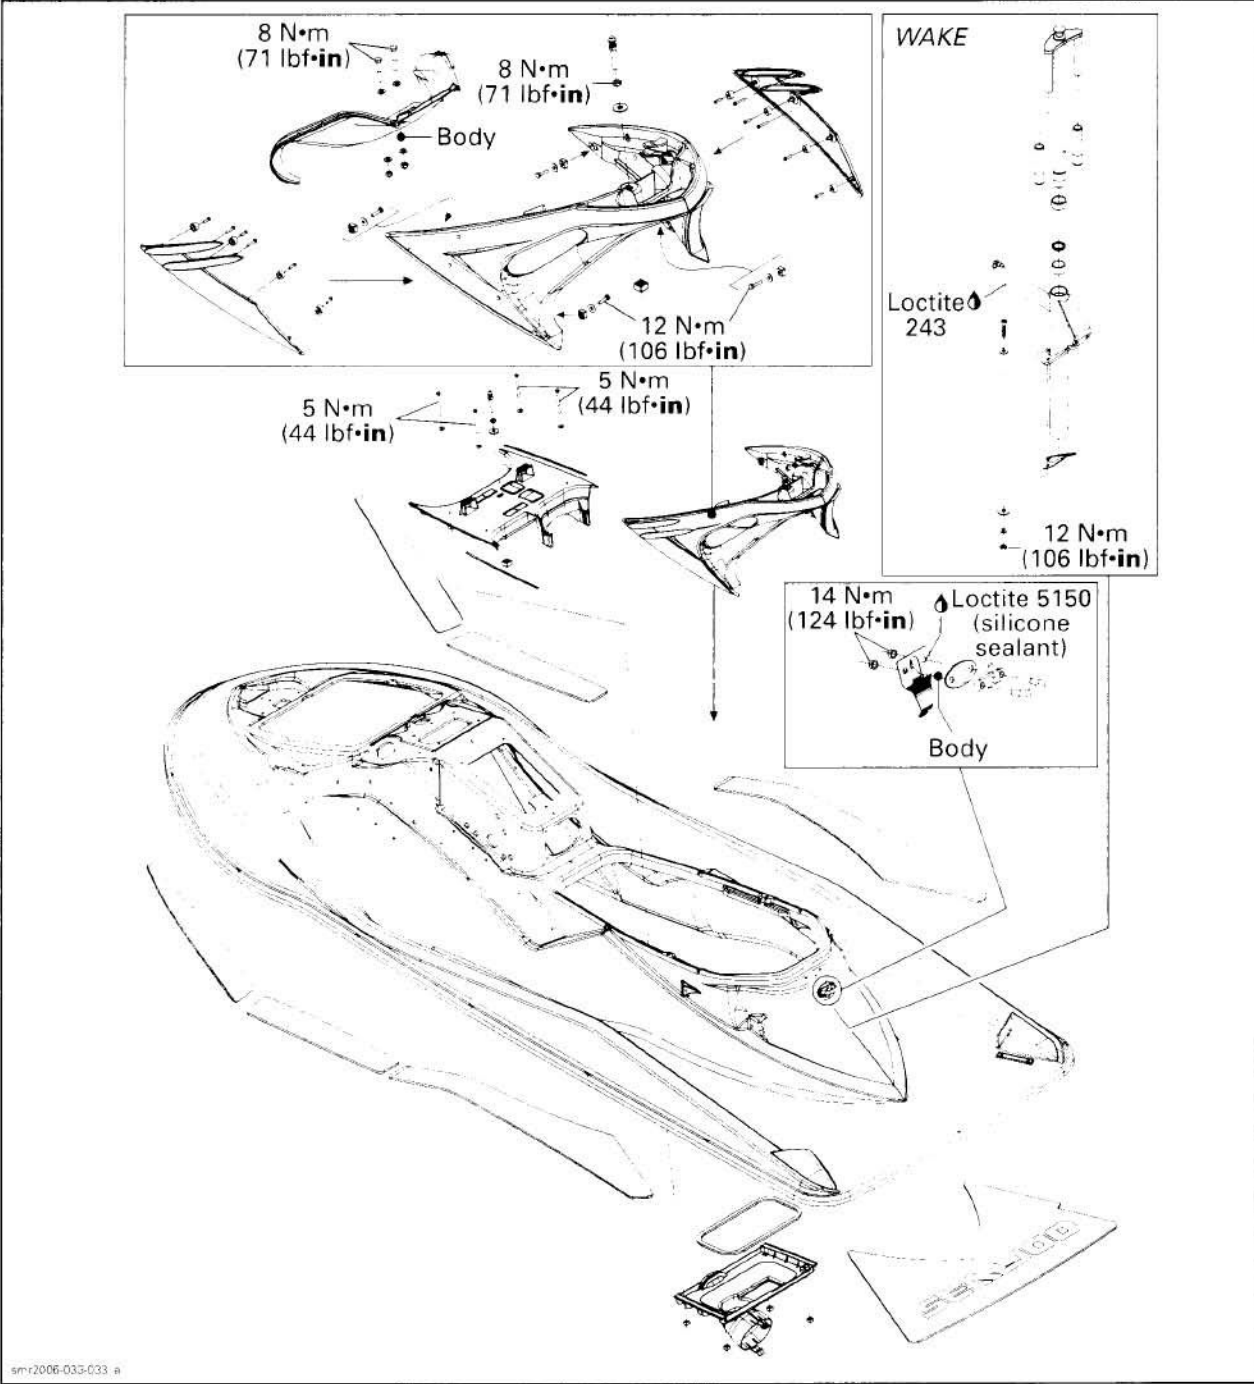 8 N•m
(71 lbf•in)
8 N•m
(71 lbf•in)
Body
12 N•m
(106 lbf•in)
WAKE
Loctite
243
12 N•m
(106 lbf•in)
5 N•m
(44 lbf•in)
5 N•m
(44 lbf•in)
14 N•m
(124 lbf•in)
Loctite 5150
(silicone
sealant)
Body
SEA-DOO
smr2006-033-033_a